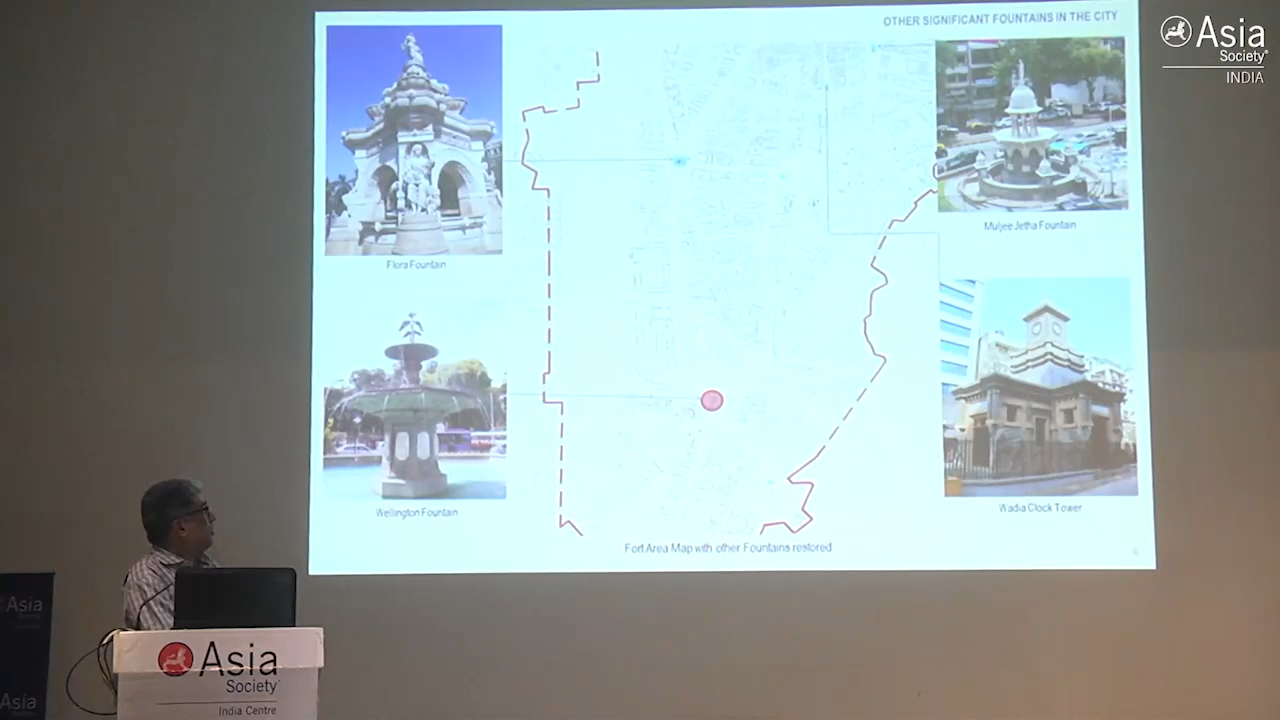 OTHER SIGNIFICANT FOUNTAINS IN THE CITY
Asia
Society
INDIA
Flora Fountain
Muljee Jetha Fountain
Wellington Fountain
Wadia Clock Tower
Fort Area Map with other Fountains restored
6
Asia
Society
India Centre
Asia
Asia